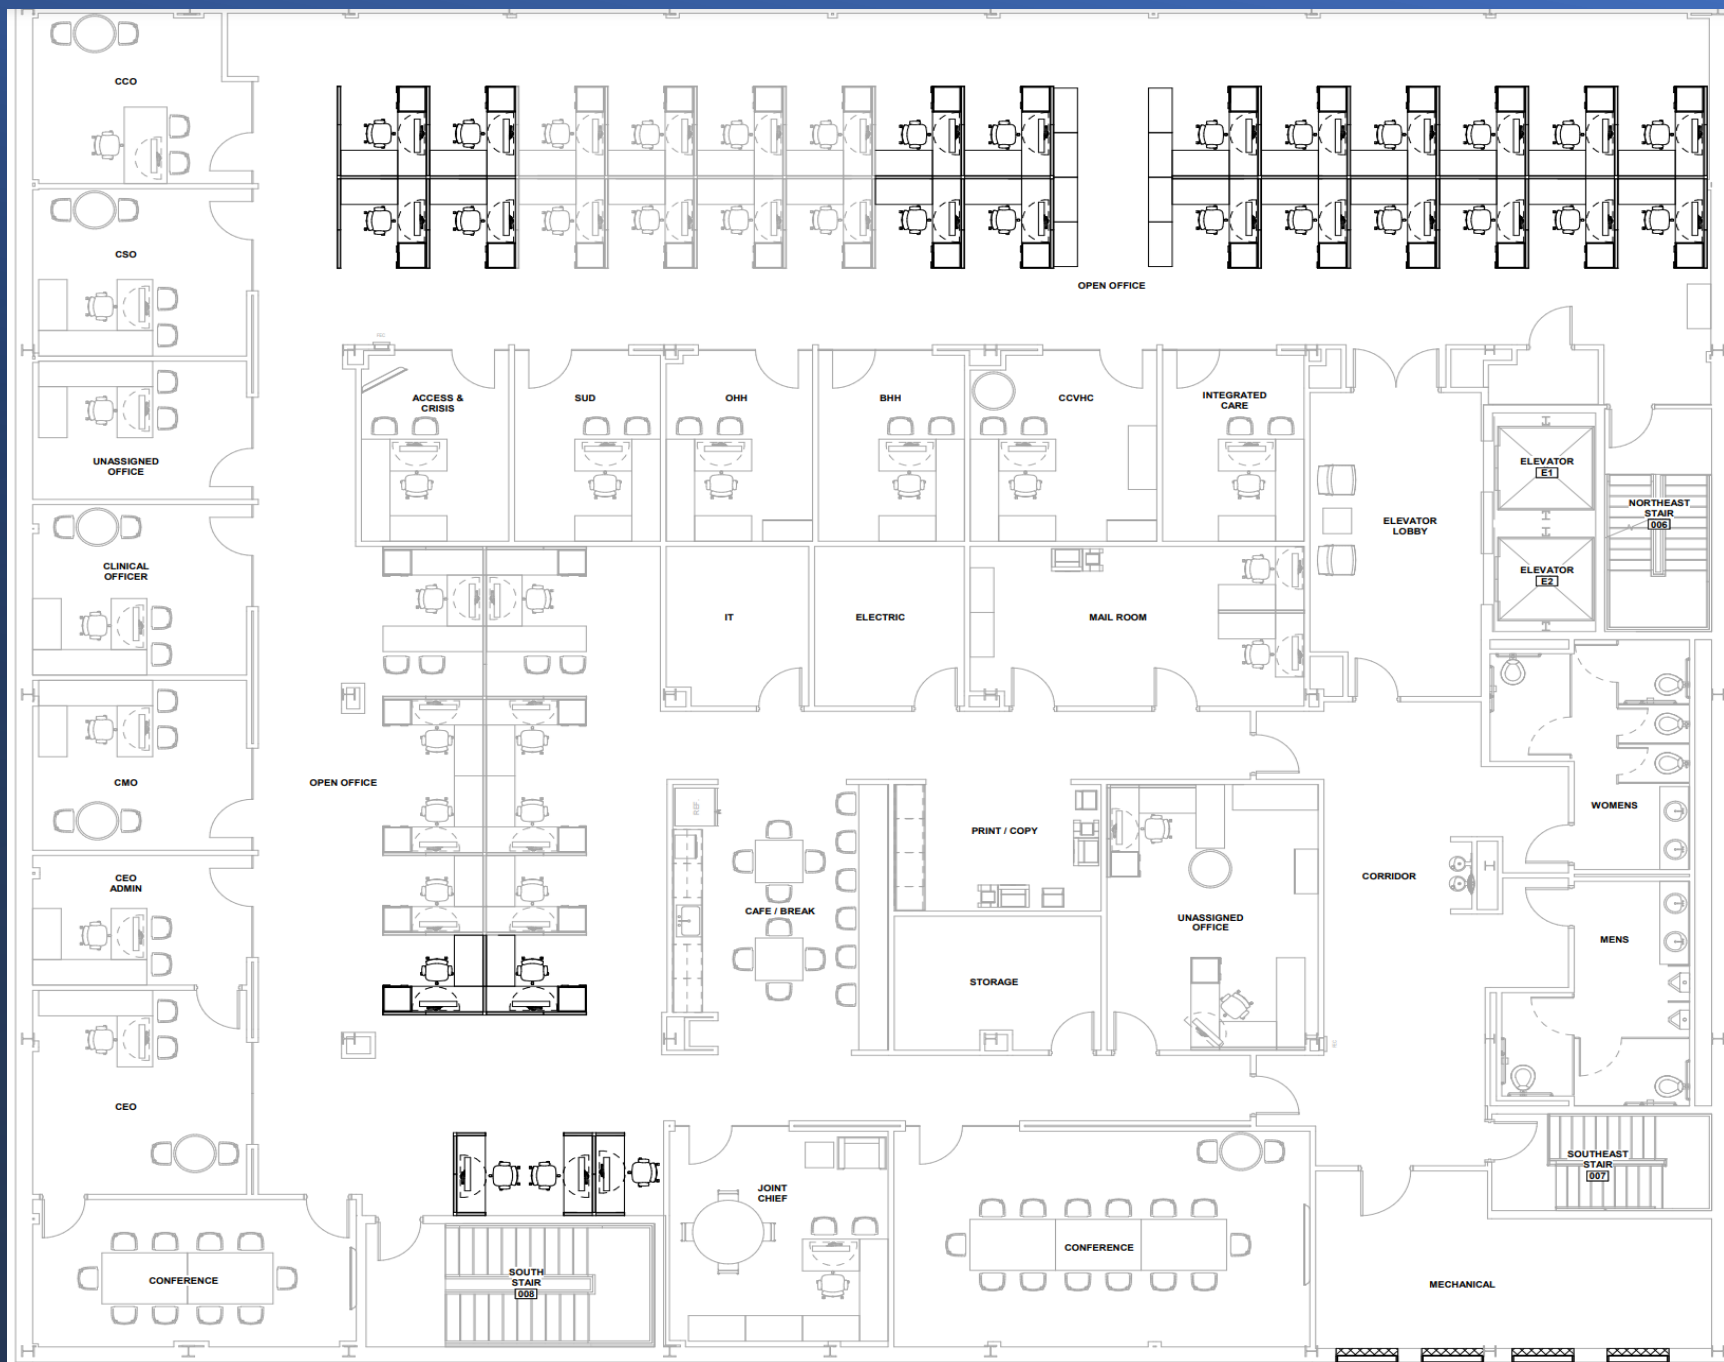 CCO
CSO
OPEN OFFICE
REC
ACCESS &
CRISIS
SUD
OHH
BHH
CCVHC
INTEGRATED
CARE
UNASSIGNED
OFFICE
ELEVATOR
E1
NORTHEAST
STAIR
006
ELEVATOR
LOBBY
CLINICAL
OFFICER
ELEVATOR
E2
IT
ELECTRIC
MAIL ROOM
CMO
OPEN OFFICE
REF
WOMENS
PRINT / COPY
CEO
ADMIN
CORRIDOR
CAFE / BREAK
UNASSIGNED
OFFICE
MENS
STORAGE
CEO
SOUTHEAST
STAIR
007
JOINT
CHIEF
CONFERENCE
CONFERENCE
SOUTH
STAIR
008
MECHANICAL